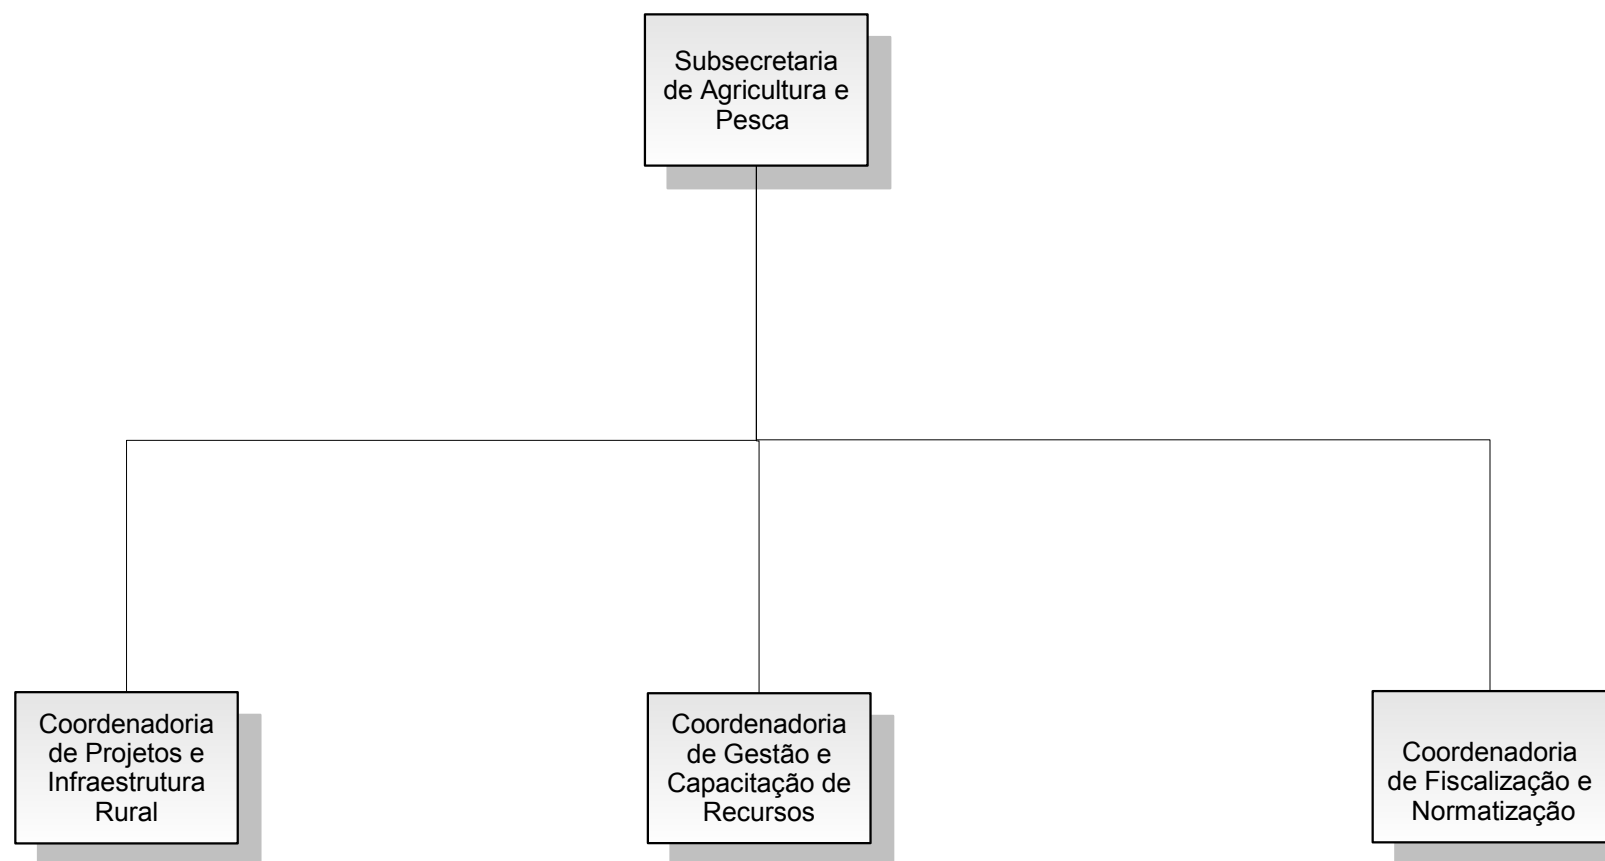 Subsecretaria
de Agricultura e
Pesca
Coordenadoria
de Projetos e
Infraestrutura
Rural
Coordenadoria
de Gestão e
Capacitação de
Recursos
Coordenadoria
de Fiscalização e
Normatização